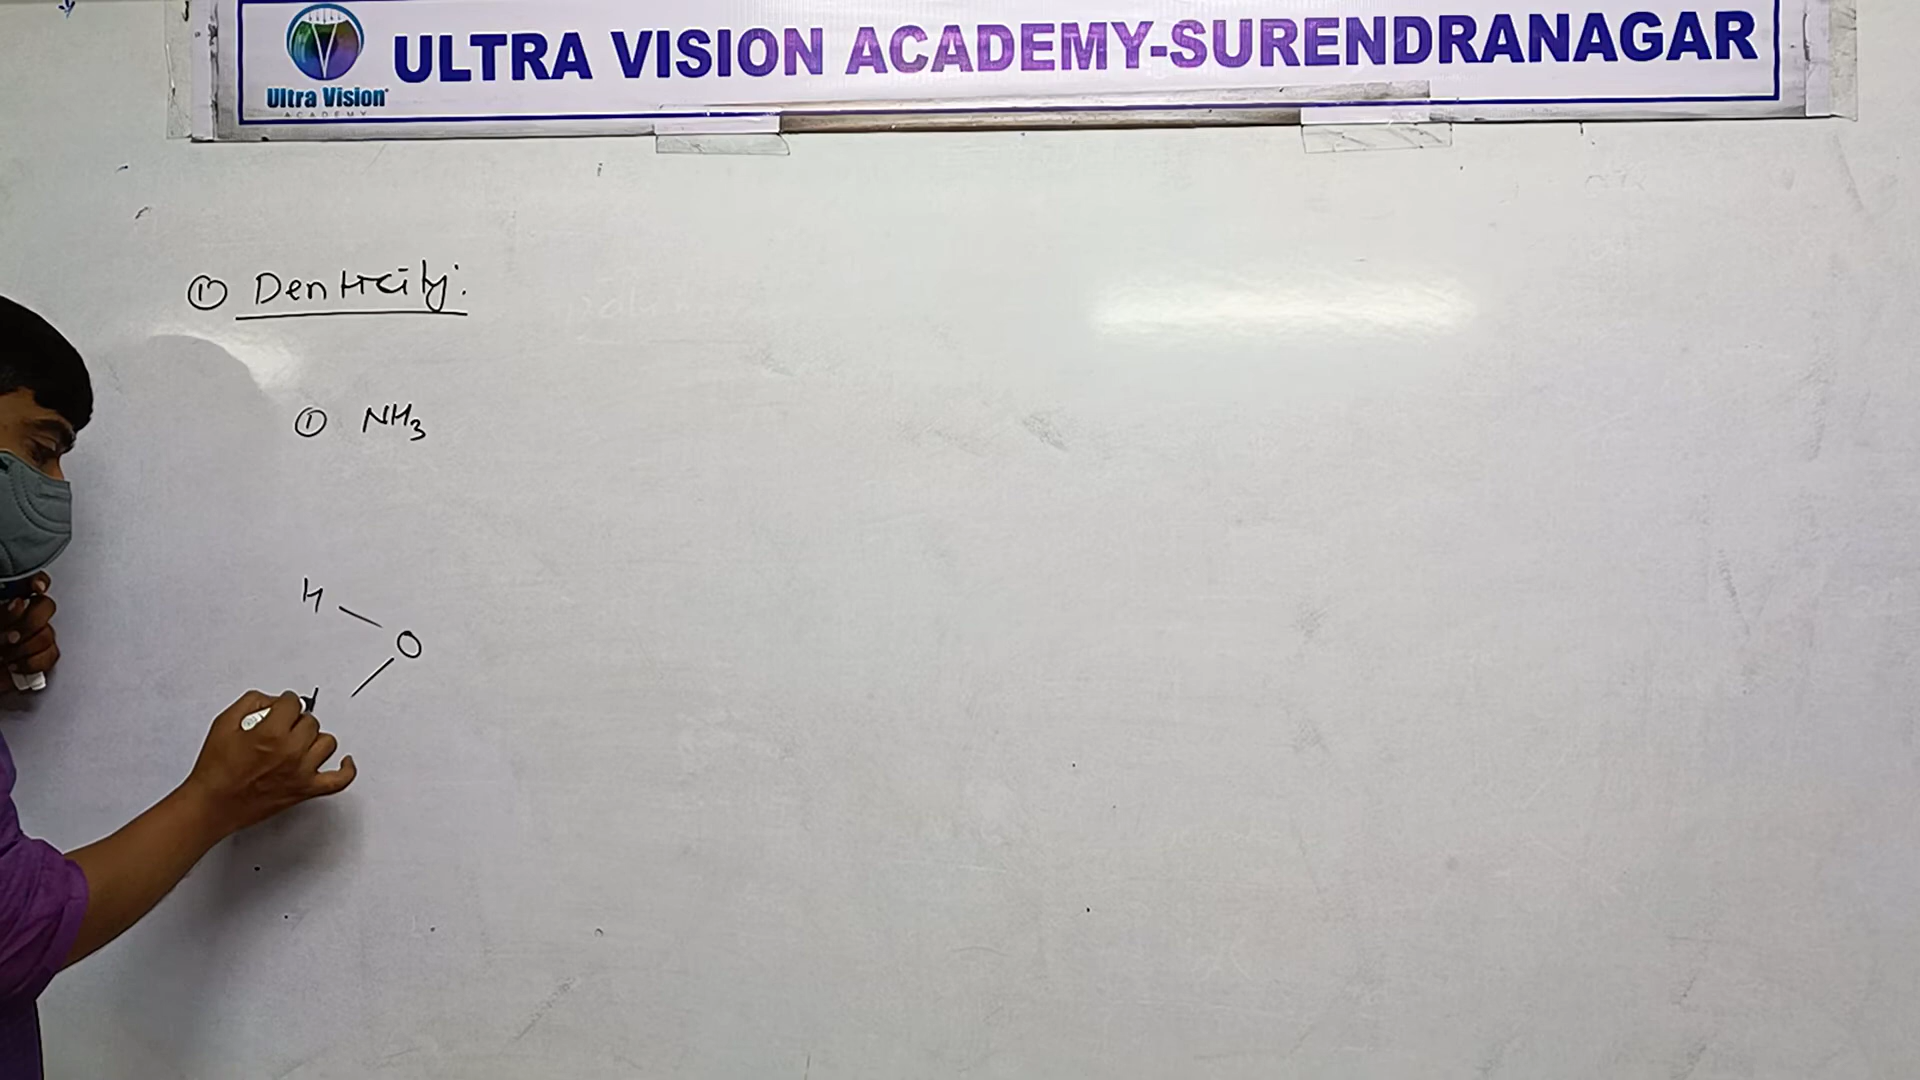 ULTRA VISION ACADEMY-SURENDRANAGAR
Ultra Vision
ACADEMY
① Denticity:
① NH₃
H
O